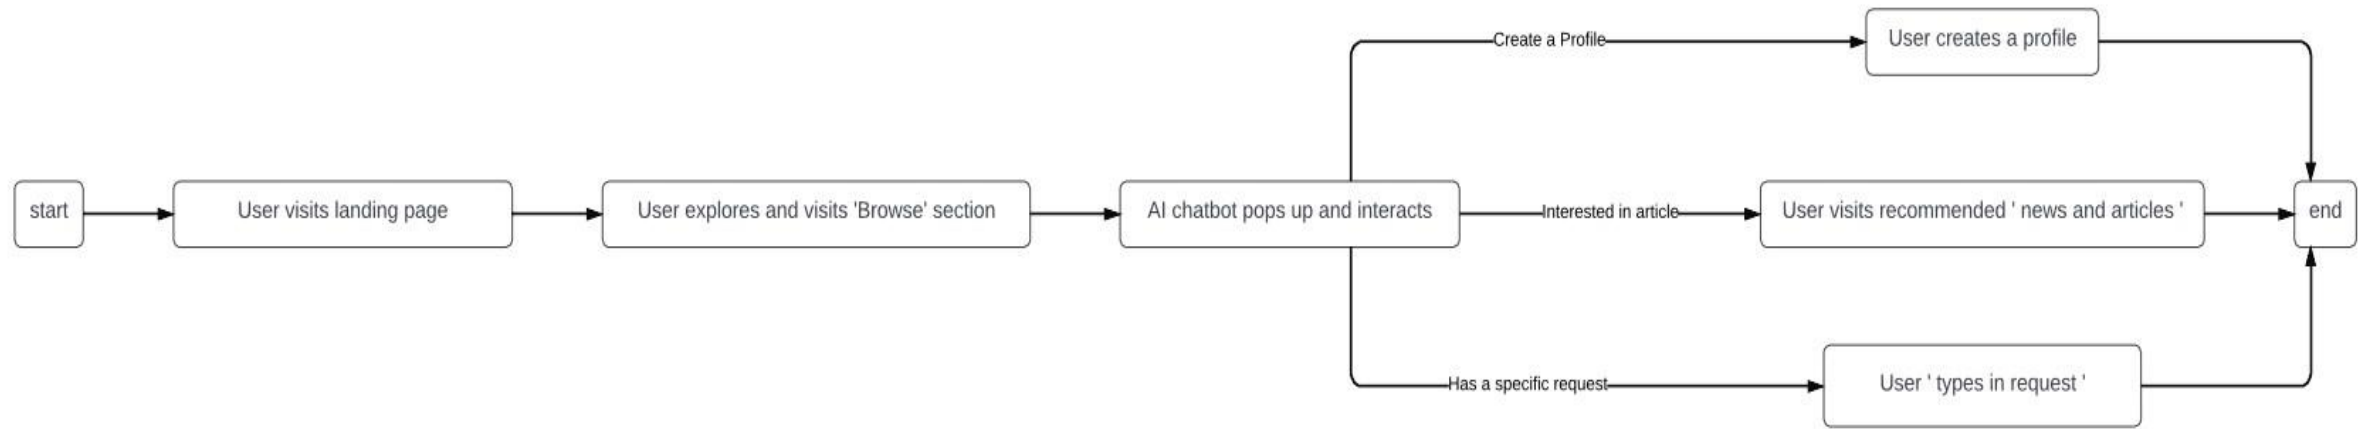 Create a Profile
User creates a profile
start
User visits landing page
User explores and visits 'Browse' section
AI chatbot pops up and interacts
Interested in article
User visits recommended ' news and articles '
end
Has a specific request
User ' types in request '